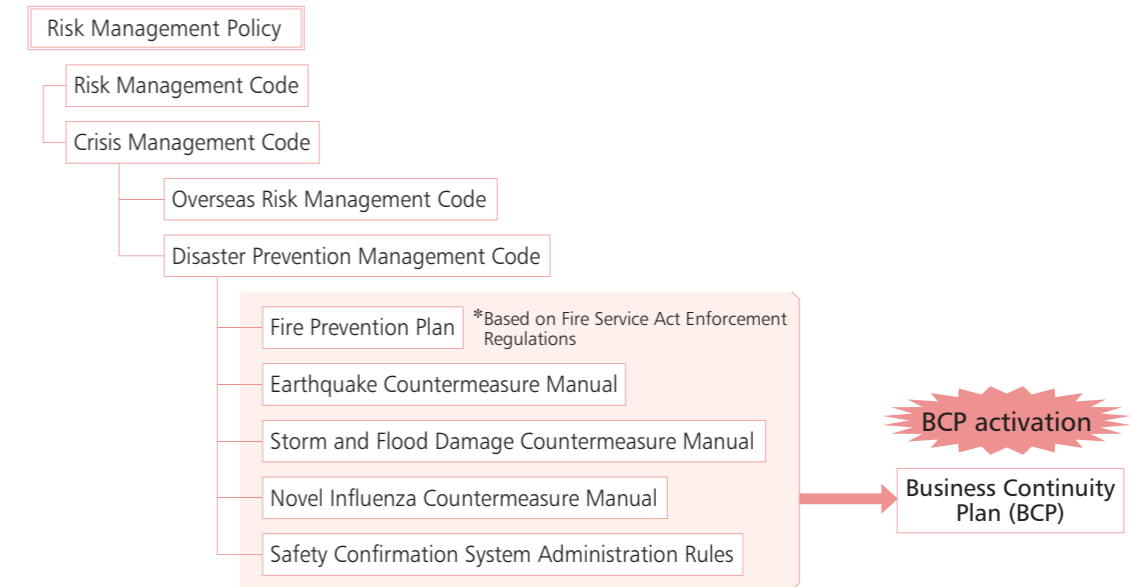 Risk Management Policy
Risk Management Code
Crisis Management Code
Overseas Risk Management Code
Disaster Prevention Management Code
Fire Prevention Plan
*Based on Fire Service Act Enforcement
Regulations
Earthquake Countermeasure Manual
Storm and Flood Damage Countermeasure Manual
Novel Influenza Countermeasure Manual
Safety Confirmation System Administration Rules
BCP activation
Business Continuity
Plan (BCP)